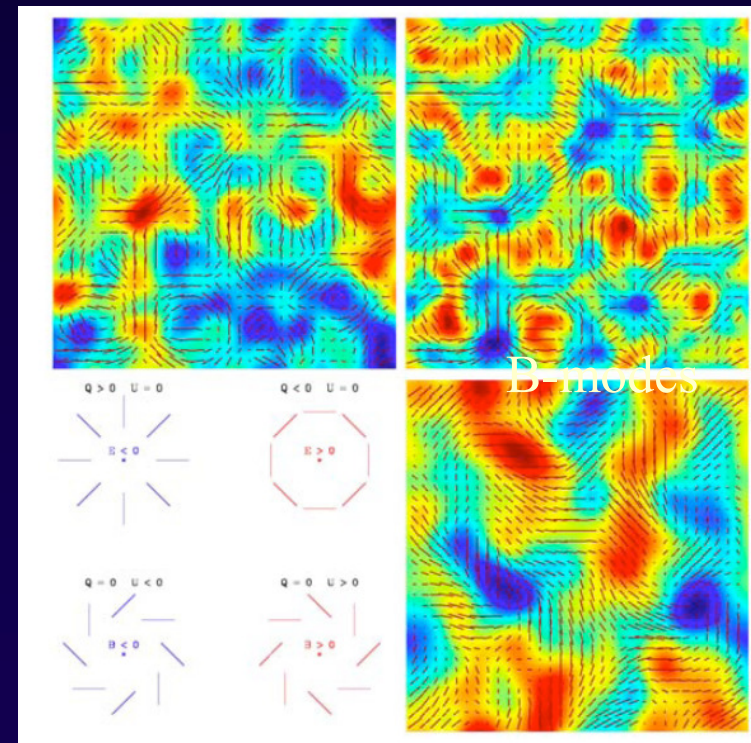 B-modes
Q > 0 U = 0
Q < 0 U = 0
E < 0
E > 0
Q = 0 U < 0
Q = 0 U > 0
B < 0
B > 0